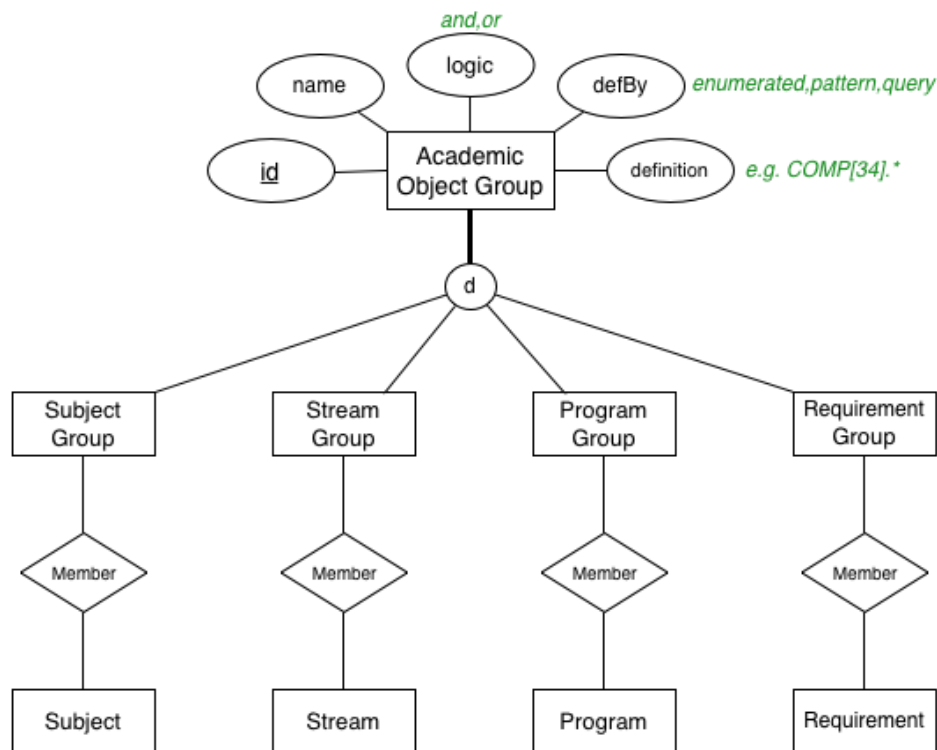 and,or
logic
name
defBy
enumerated,pattern,query
Academic
Object Group
id
definition
e.g. COMP[34].*
d
Subject
Group
Stream
Group
Program
Group
Requirement
Group
Member
Member
Member
Member
Subject
Stream
Program
Requirement